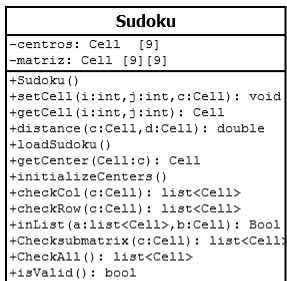 Sudoku
-centros: Cell [9]
-matriz: Cell [9][9]
+Sudoku()
+setCell(i:int,j:int,c:Cell): void
+getCell(i:int,j:int): Cell
+distance(c:Cell,d:Cell): double
+loadSudoku()
+getCenter(Cell:c): Cell
+initializeCenters()
+checkCol(c:Cell): list<Cell>
+checkRow(c:Cell): list<Cell>
+inList(a:list<Cell>,b:Cell): Bool
+Checksubmatrix(c:Cell): list<Cell>
+CheckAll(): list<Cell>
+isValid(): bool